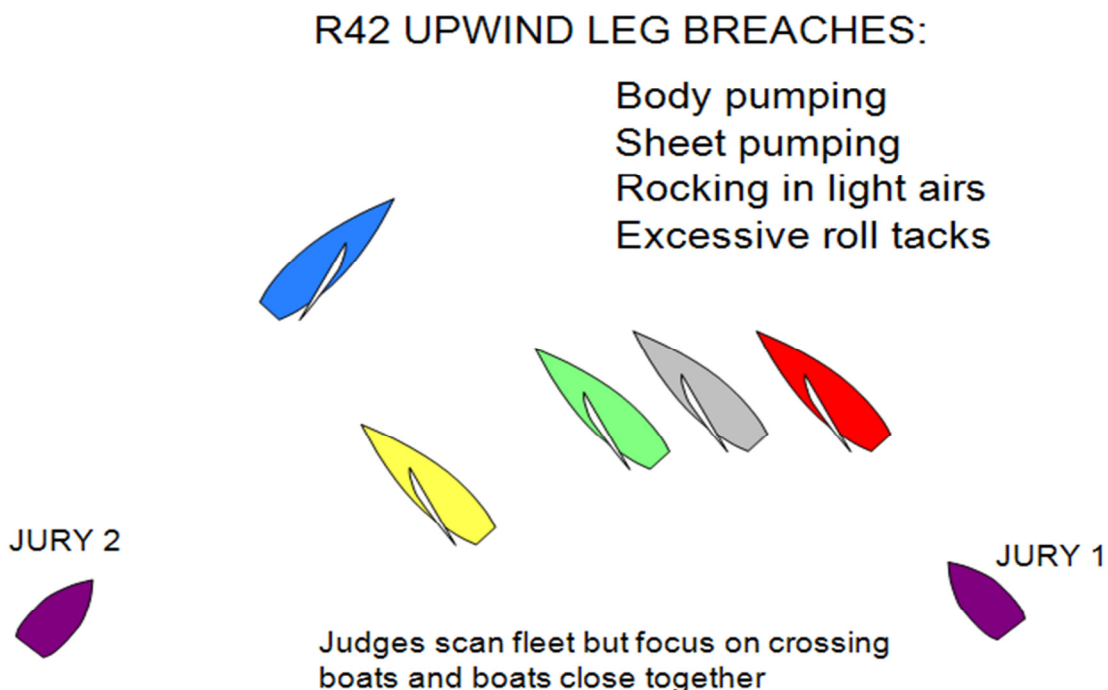 R42 UPWIND LEG BREACHES:
Body pumping
Sheet pumping
Rocking in light airs
Excessive roll tacks
JURY 2
JURY 1
Judges scan fleet but focus on crossing
boats and boats close together